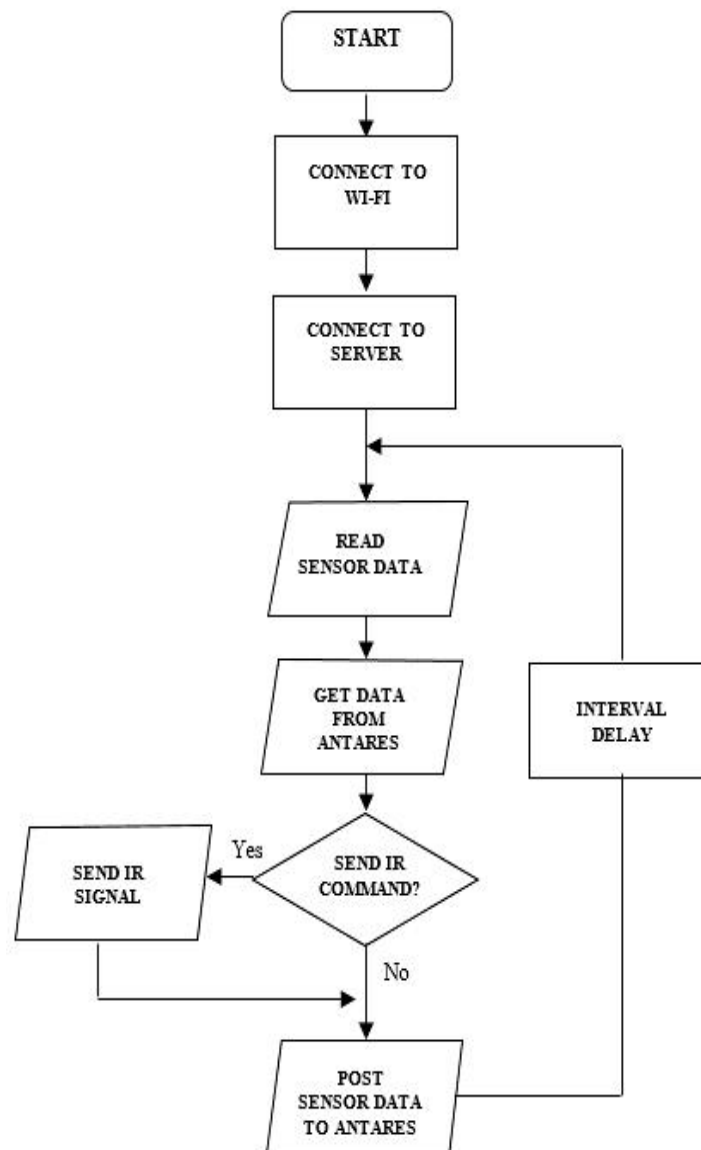 START
CONNECT TO
WI-FI
CONNECT TO
SERVER
READ
SENSOR DATA
GET DATA
FROM
ANTARES
INTERVAL
DELAY
Yes
SEND IR
COMMAND?
SEND IR
SIGNAL
No
POST
SENSOR DATA
TO ANTARES